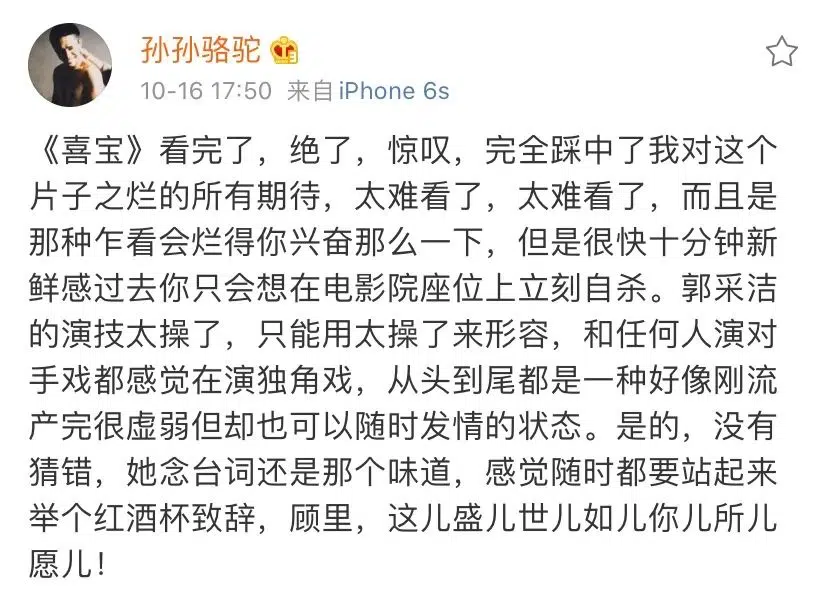 孙孙骆驼
10-16 17:50 来自 iPhone 6s
《喜宝》看完了，绝了，惊叹，完全踩中了我对这个
片子之烂的所有期待，太难看了，太难看了，而且是
那种乍看会烂得你兴奋那么一下，但是很快十分钟新
鲜感过去你只会想在电影院座位上立刻自杀。郭采洁
的演技太操了，只能用太操了来形容，和任何人演对
手戏都感觉在演独角戏，从头到尾都是一种好像刚流
产完很虚弱但却也可以随时发情的状态。是的，没有
猜错，她念台词还是那个味道，感觉随时都要站起来
举个红酒杯致辞，顾里，这儿盛儿世儿如儿你儿所儿
愿儿！